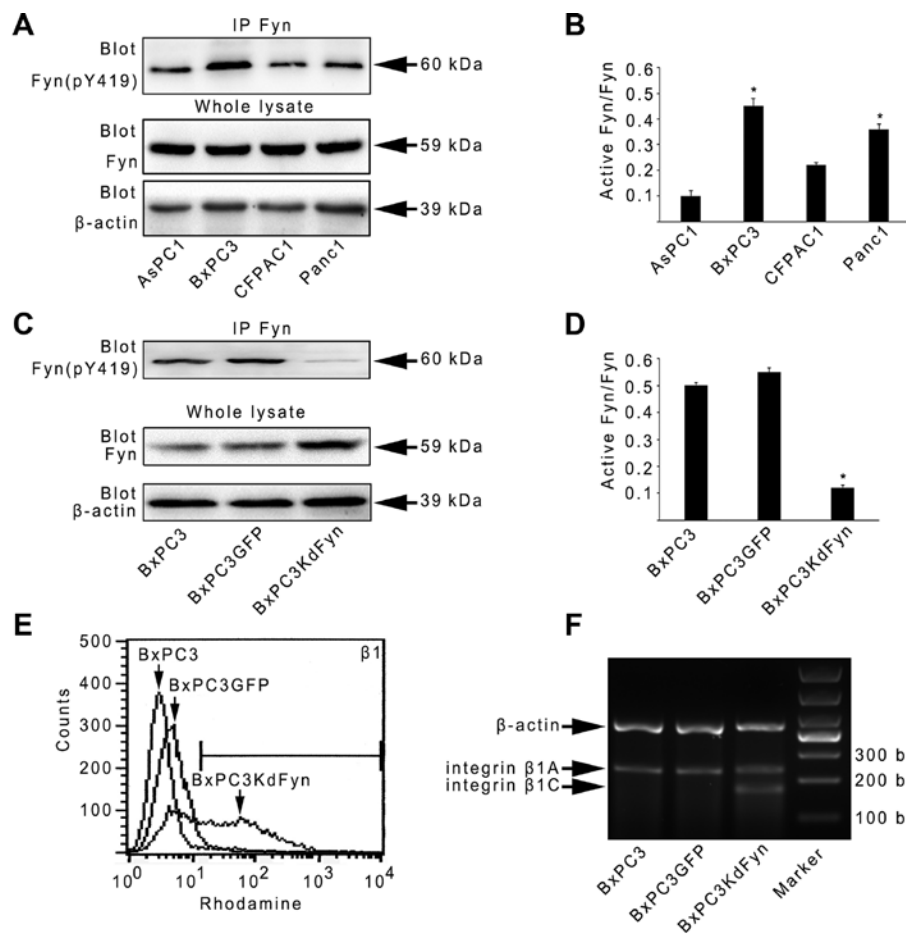 A
IP Fyn
Blot
Fyn(pY419)
60 kDa
Whole lysate
Blot
Fyn
59 kDa
Blot
β-actin
39 kDa
AsPC1
BxPC3
CFPAC1
Panc1
B
Active Fyn/Fyn
0.6
0.5
0.4
0.3
0.2
0.1
*
*
AsPC1
BxPC3
CFPAC1
Panc1
C
IP Fyn
Blot
Fyn(pY419)
60 kDa
Whole lysate
Blot
Fyn
59 kDa
Blot
β-actin
39 kDa
BxPC3
BxPC3GFP
BxPC3KdFyn
D
Active Fyn/Fyn
0.6
0.5
0.4
0.3
0.2
0.1
*
BxPC3
BxPC3GFP
BxPC3KdFyn
E
Counts
500
400
300
200
100
BxPC3
β1
BxPC3GFP
BxPC3KdFyn
10⁰
10¹
10²
10³
10⁴
Rhodamine
F
β-actin
integrin β1A
integrin β1C
300 b
200 b
100 b
BxPC3
BxPC3GFP
BxPC3KdFyn
Marker